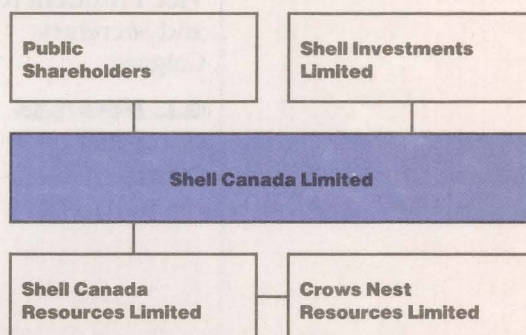 Public
Shareholders
Shell Investments
Limited
Shell Canada Limited
Shell Canada
Resources Limited
Crows Nest
Resources Limited